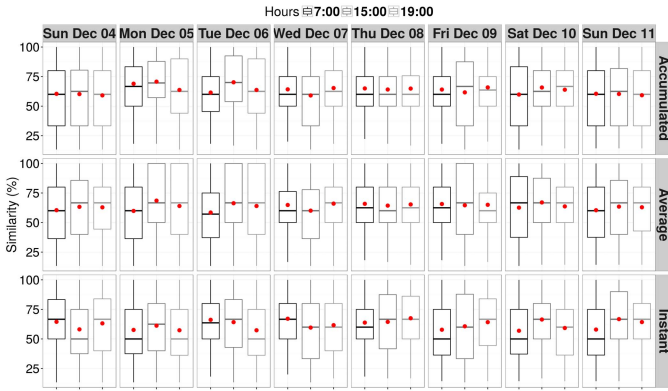 Hours 7:00 15:00 19:00
Sun Dec 04 Mon Dec 05 Tue Dec 06 Wed Dec 07 Thu Dec 08 Fri Dec 09 Sat Dec 10 Sun Dec 11
Similarity (%)
100
75
50
25
Accumulated
100
75
50
25
Average
100
75
50
25
Instant